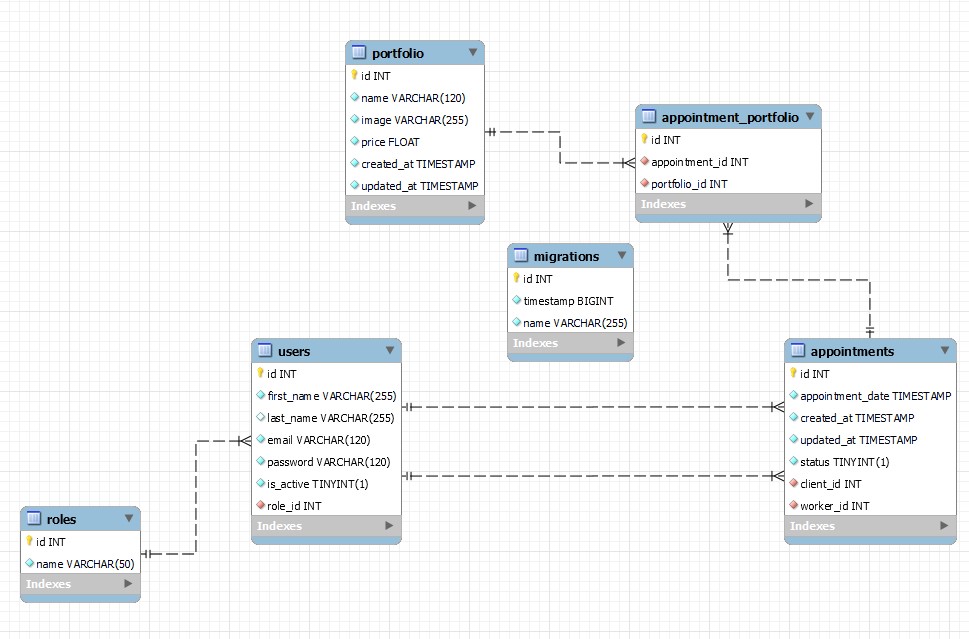 portfolio
id INT
name VARCHAR(120)
image VARCHAR(255)
price FLOAT
created_at TIMESTAMP
updated_at TIMESTAMP
Indexes
appointment_portfolio
id INT
appointment_id INT
portfolio_id INT
Indexes
migrations
id INT
timestamp BIGINT
name VARCHAR(255)
Indexes
users
id INT
first_name VARCHAR(255)
last_name VARCHAR(255)
email VARCHAR(120)
password VARCHAR(120)
is_active TINYINT(1)
role_id INT
Indexes
appointments
id INT
appointment_date TIMESTAMP
created_at TIMESTAMP
updated_at TIMESTAMP
status TINYINT(1)
client_id INT
worker_id INT
Indexes
roles
id INT
name VARCHAR(50)
Indexes